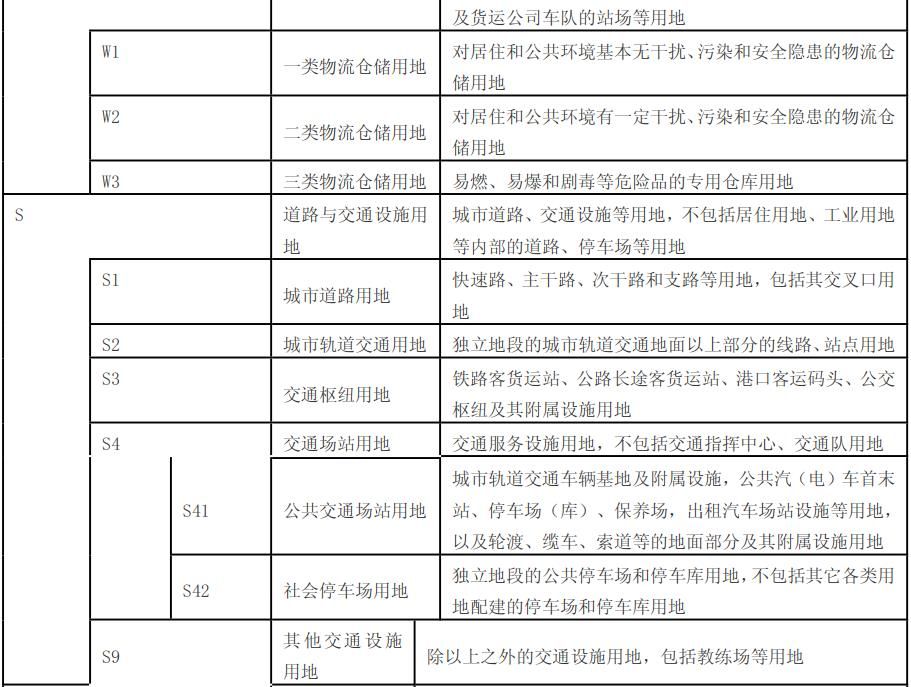 及货运公司车队的站场等用地
W1
一类物流仓储用地
对居住和公共环境基本无干扰、污染和安全隐患的物流仓
储用地
W2
二类物流仓储用地
对居住和公共环境有一定干扰、污染和安全隐患的物流仓
储用地
W3
三类物流仓储用地
易燃、易爆和剧毒等危险品的专用仓库用地
S
道路与交通设施用
地
城市道路、交通设施等用地，不包括居住用地、工业用地
等内部的道路、停车场等用地
S1
城市道路用地
快速路、主干路、次干路和支路等用地，包括其交叉口用
地
S2
城市轨道交通用地
独立地段的城市轨道交通地面以上部分的线路、站点用地
S3
交通枢纽用地
铁路客货运站、公路长途客货运站、港口客运码头、公交
枢纽及其附属设施用地
S4
交通场站用地
交通服务设施用地，不包括交通指挥中心、交通队用地
S41
公共交通场站用地
城市轨道交通车辆基地及附属设施，公共汽（电）车首末
站、停车场（库）、保养场，出租汽车场站设施等用地，
以及轮渡、缆车、索道等的地面部分及其附属设施用地
S42
社会停车场用地
独立地段的公共停车场和停车库用地，不包括其它各类用
地配建的停车场和停车库用地
S9
其他交通设施
用地
除以上之外的交通设施用地，包括教练场等用地